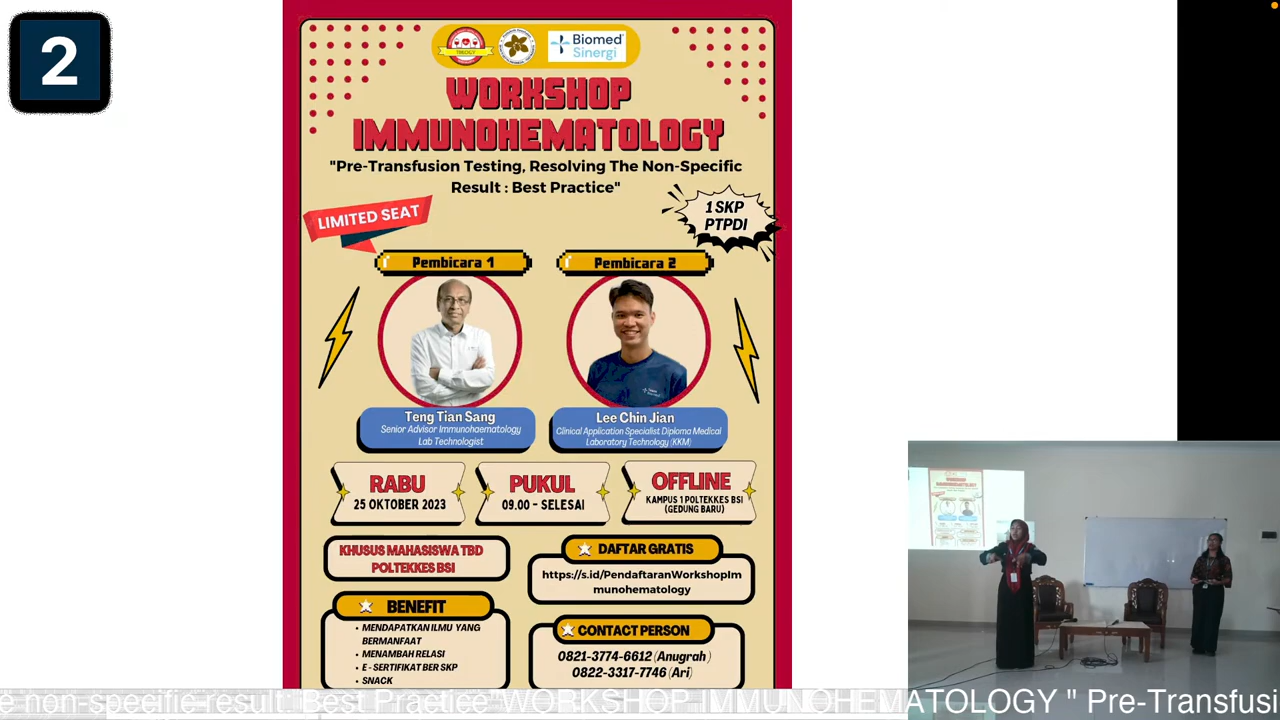 2
TRILOGY
Biomed
Sinergi
WORKSHOP
IMMUNOHEMATOLOGY
"Pre-Transfusion Testing, Resolving The Non-Specific
Result : Best Practice"
LIMITED SEAT
1 SKP
PTPDI
Pembicara 1
Pembicara 2
Teng Tian Sang
Senior Advisor Immunohaematology
Lab Technologist
Lee Chin Jian
Clinical Application Specialist Diploma Medical
Laboratory Technology (KKM)
RABU
25 OKTOBER 2023
PUKUL
09.00 - SELESAI
OFFLINE
KAMPUS 1 POLTEKKES BSI
(GEDUNG BARU)
KHUSUS MAHASISWA TBD
POLTEKKES BSI
DAFTAR GRATIS
https://s.id/PendaftaranWorkshopIm
munohematology
BENEFIT
• MENDAPATKAN ILMU YANG
BERMANFAAT
• MENAMBAH RELASI
• E - SERTIFIKAT BER SKP
• SNACK
CONTACT PERSON
0821-3774-6612 (Anugrah )
0822-3317-7746 (Ari)
e non-specific result : Best Practice"WORKSHOP IMMUNOHEMATOLOGY " Pre-Transfusi
WORKSHOP
IMMUNOHEMATOLOGY